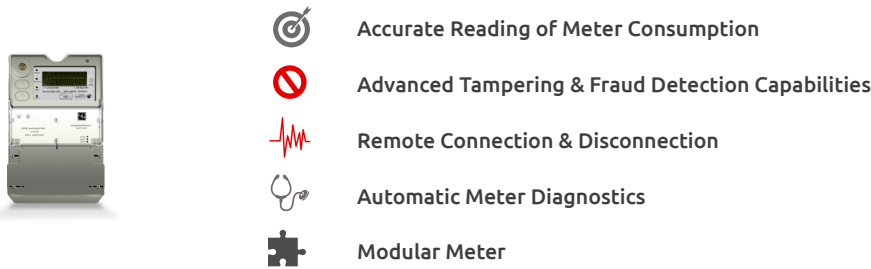 Accurate Reading of Meter Consumption
Advanced Tampering & Fraud Detection Capabilities
Remote Connection & Disconnection
Automatic Meter Diagnostics
Modular Meter